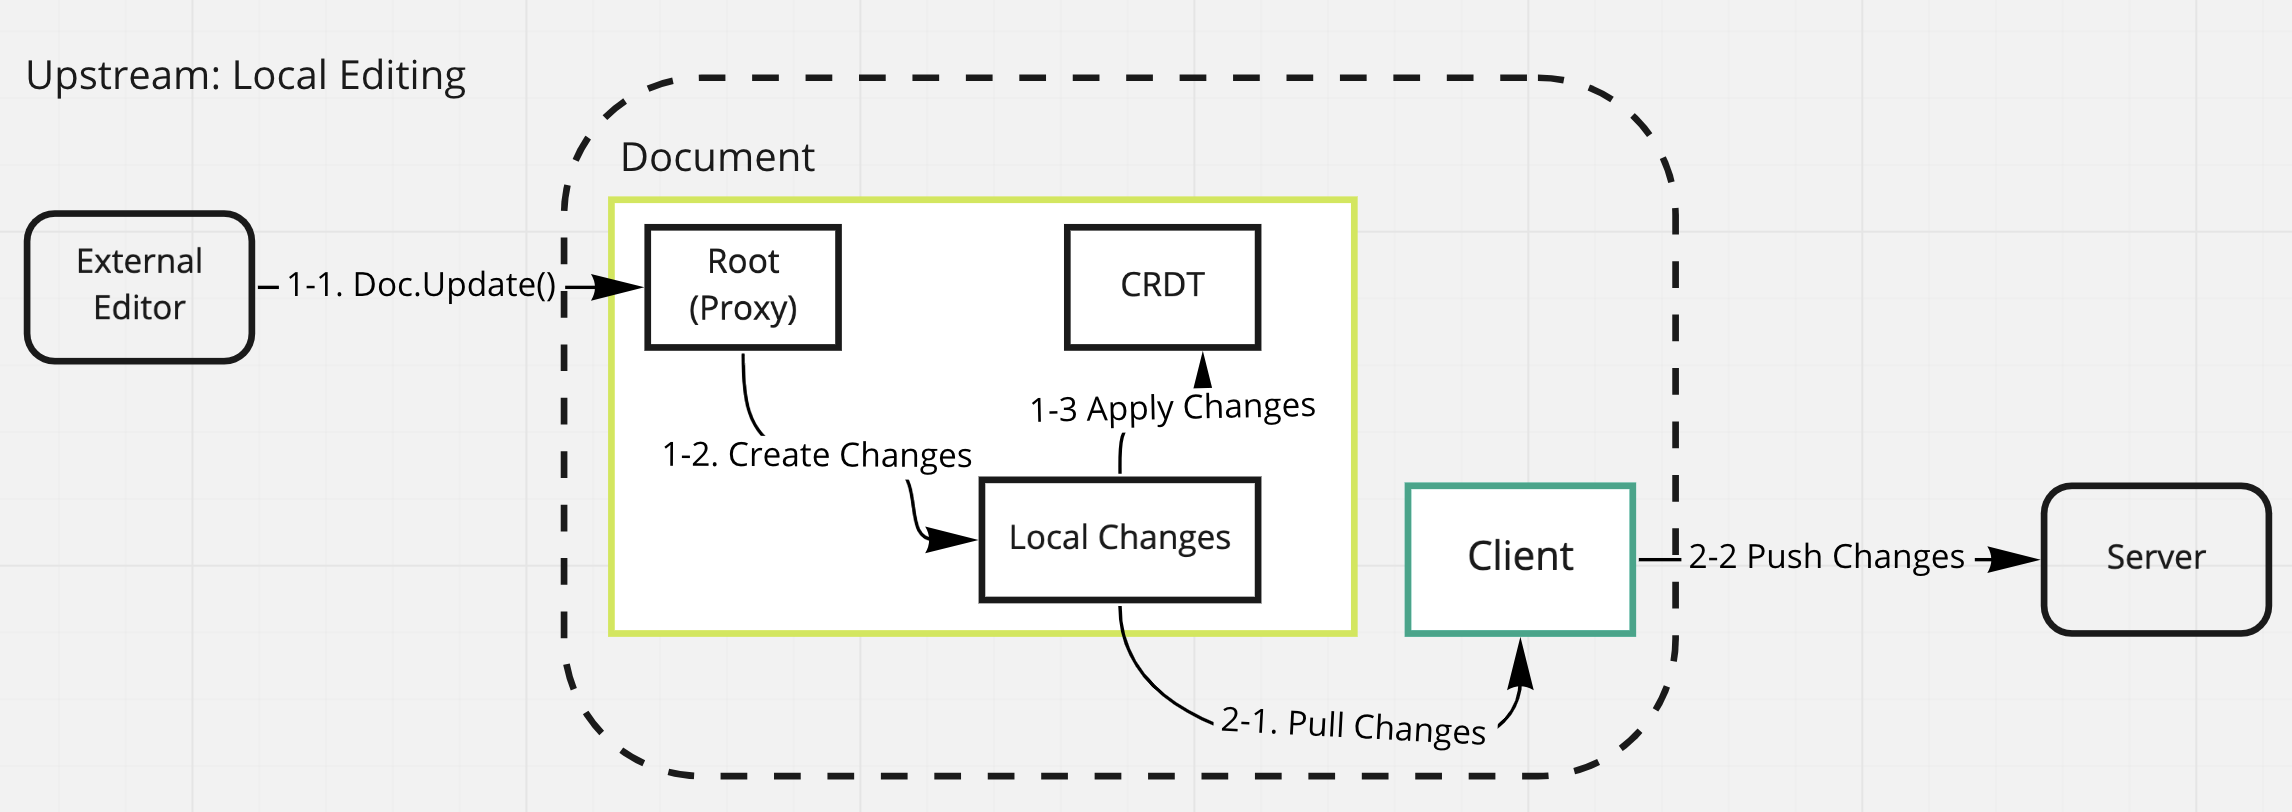 Upstream: Local Editing
Document
External
Editor
1-1. Doc.Update()
Root
(Proxy)
CRDT
1-3 Apply Changes
1-2. Create Changes
Local Changes
Client
2-2 Push Changes
Server
2-1. Pull Changes